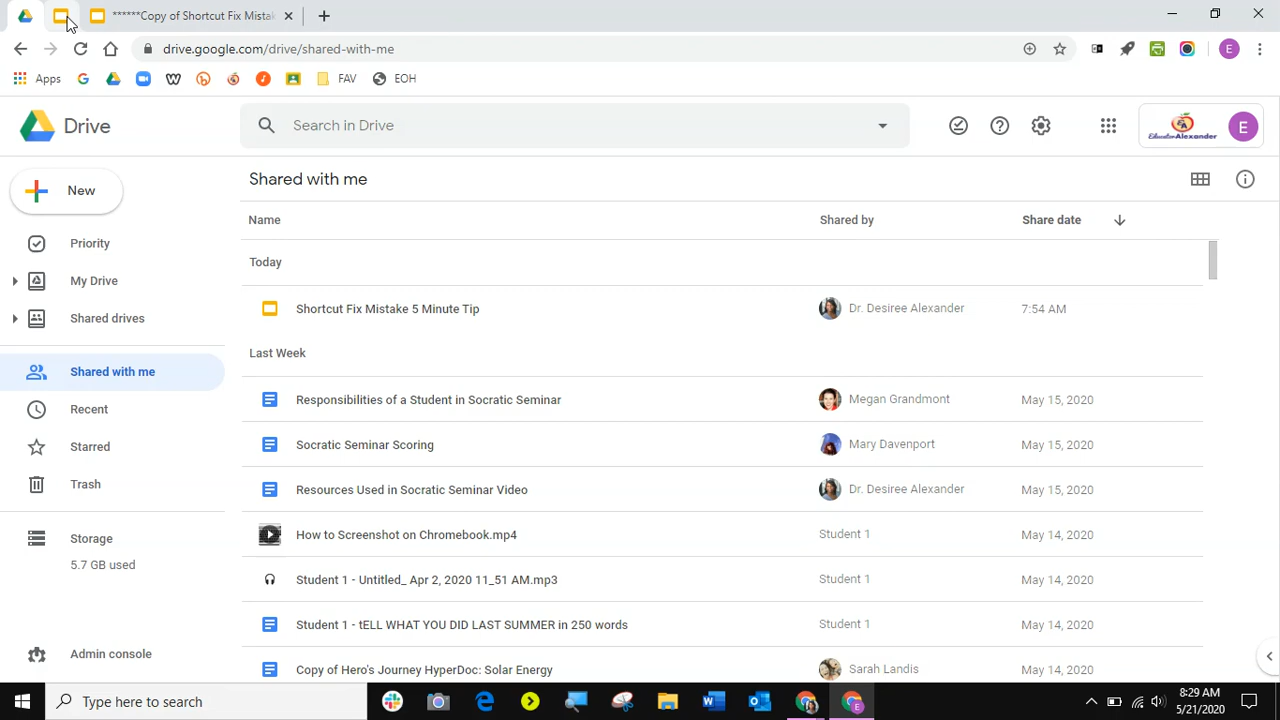 ******Copy of Shortcut Fix Mista
drive.google.com/drive/shared-with-me
E
Apps
FAV
EOH
Drive
Search in Drive
EducatorAlexander
E
New
Shared with me
Name
Shared by
Share date
Priority
Today
My Drive
Shortcut Fix Mistake 5 Minute Tip
Dr. Desiree Alexander
7:54 AM
Shared drives
Last Week
Shared with me
Responsibilities of a Student in Socratic Seminar
Megan Grandmont
May 15, 2020
Recent
Socratic Seminar Scoring
Mary Davenport
May 15, 2020
Starred
Trash
Resources Used in Socratic Seminar Video
Dr. Desiree Alexander
May 15, 2020
Storage
How to Screenshot on Chromebook.mp4
Student 1
May 14, 2020
5.7 GB used
Student 1 - Untitled_ Apr 2, 2020 11_51 AM.mp3
Student 1
May 14, 2020
Student 1 - tELL WHAT YOU DID LAST SUMMER in 250 words
Student 1
May 14, 2020
Admin console
Copy of Hero's Journey HyperDoc: Solar Energy
Sarah Landis
May 14, 2020
Type here to search
8:29 AM
5/21/2020